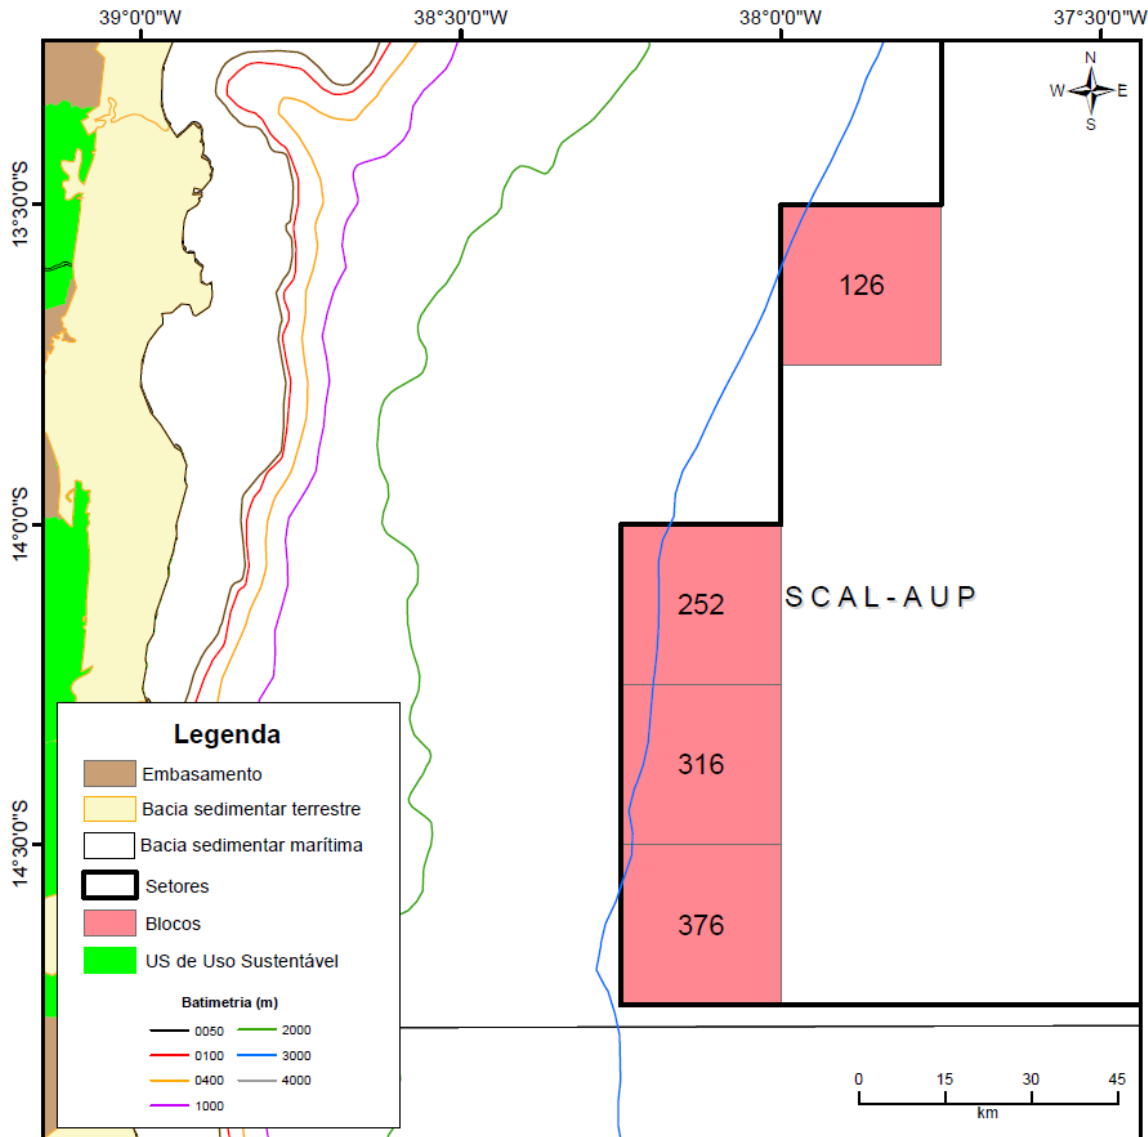 39°0'0"W 38°30'0"W 38°0'0"W 37°30'0"W
N
W E
S
13°30'0"S
126
14°0'0"S
252
SCAL-AUP
316
14°30'0"S
376
Legenda
Embasamento
Bacia sedimentar terrestre
Bacia sedimentar marítima
Setores
Blocos
US de Uso Sustentável
Batimetria (m)
0050 2000
0100 3000
0400 4000
1000
0 15 30 45
km